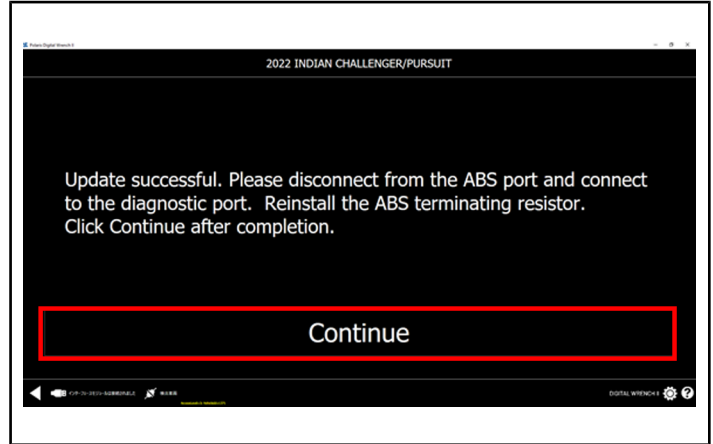 Polaris Digital Wrench II
2022 INDIAN CHALLENGER/PURSUIT
Update successful. Please disconnect from the ABS port and connect
to the diagnostic port. Reinstall the ABS terminating resistor.
Click Continue after completion.
Continue
DIGITAL WRENCH II